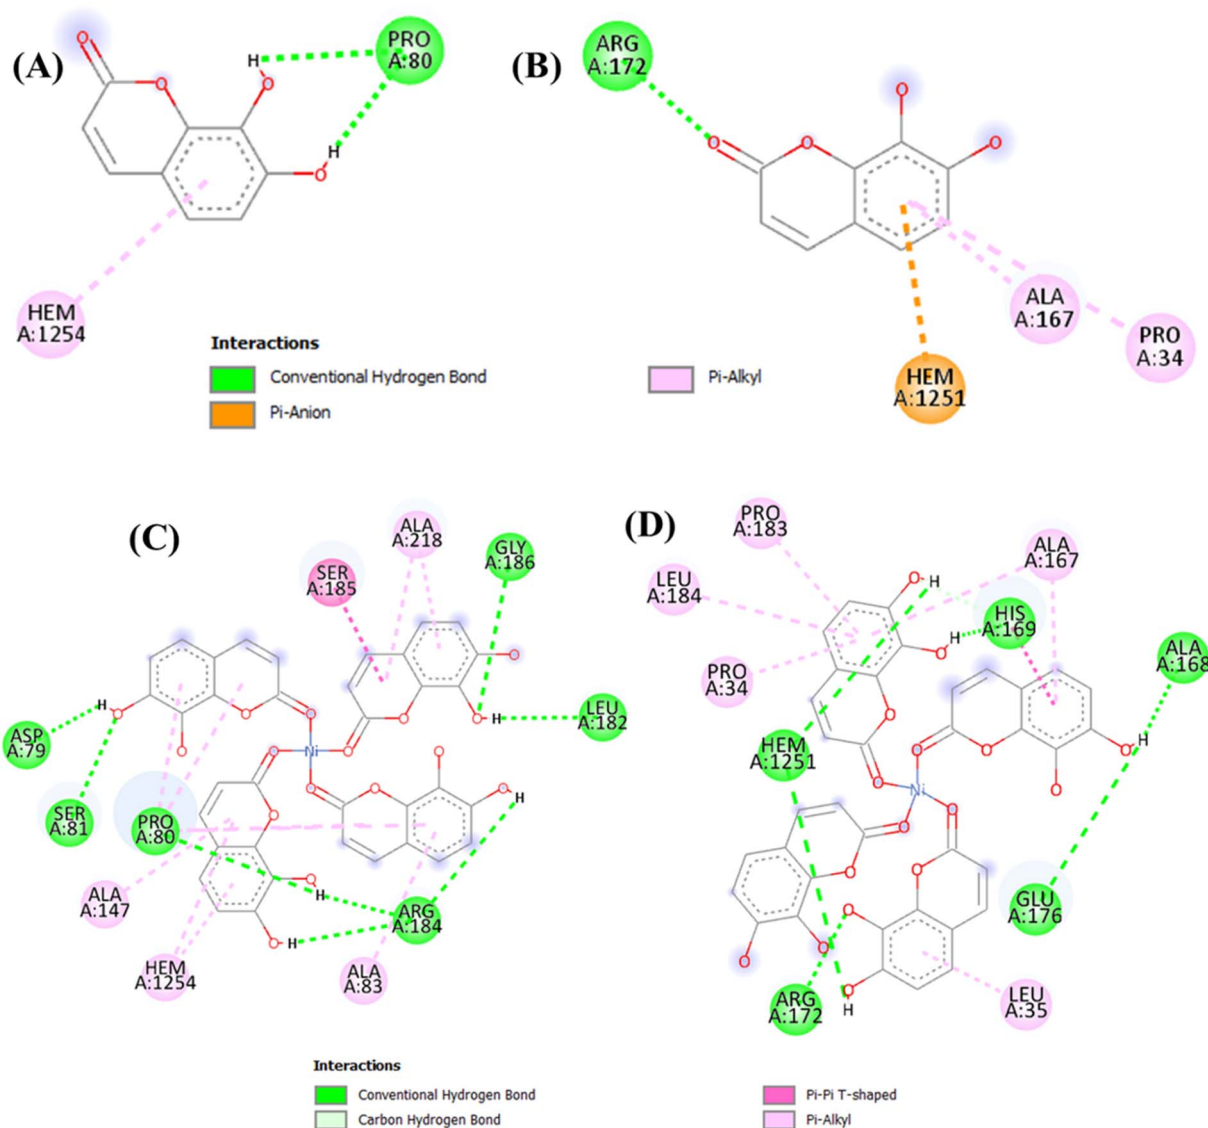 (A)
O
O
H
O
H
O
PRO
A:80
HEM
A:1254
(B)
ARG
A:172
O
O
O
O
ALA
A:167
PRO
A:34
HEM
A:1251
Interactions
Conventional Hydrogen Bond
Pi-Anion
Pi-Alkyl
(C)
ALA
A:218
GLY
A:186
SER
A:185
LEU
A:182
ASP
A:79
SER
A:81
PRO
A:80
ALA
A:147
HEM
A:1254
ARG
A:184
ALA
A:83
H
O
O
O
O
O
O
O
O
H
Ni
O
O
O
O
O
O
O
H
O
H
O
H
(D)
PRO
A:183
ALA
A:167
LEU
A:184
HIS
A:169
ALA
A:168
PRO
A:34
HEM
A:1251
GLU
A:176
ARG
A:172
LEU
A:35
O
H
H
O
O
O
O
O
O
H
O
Ni
O
O
O
O
O
O
O
O
H
Interactions
Conventional Hydrogen Bond
Carbon Hydrogen Bond
Pi-Pi T-shaped
Pi-Alkyl